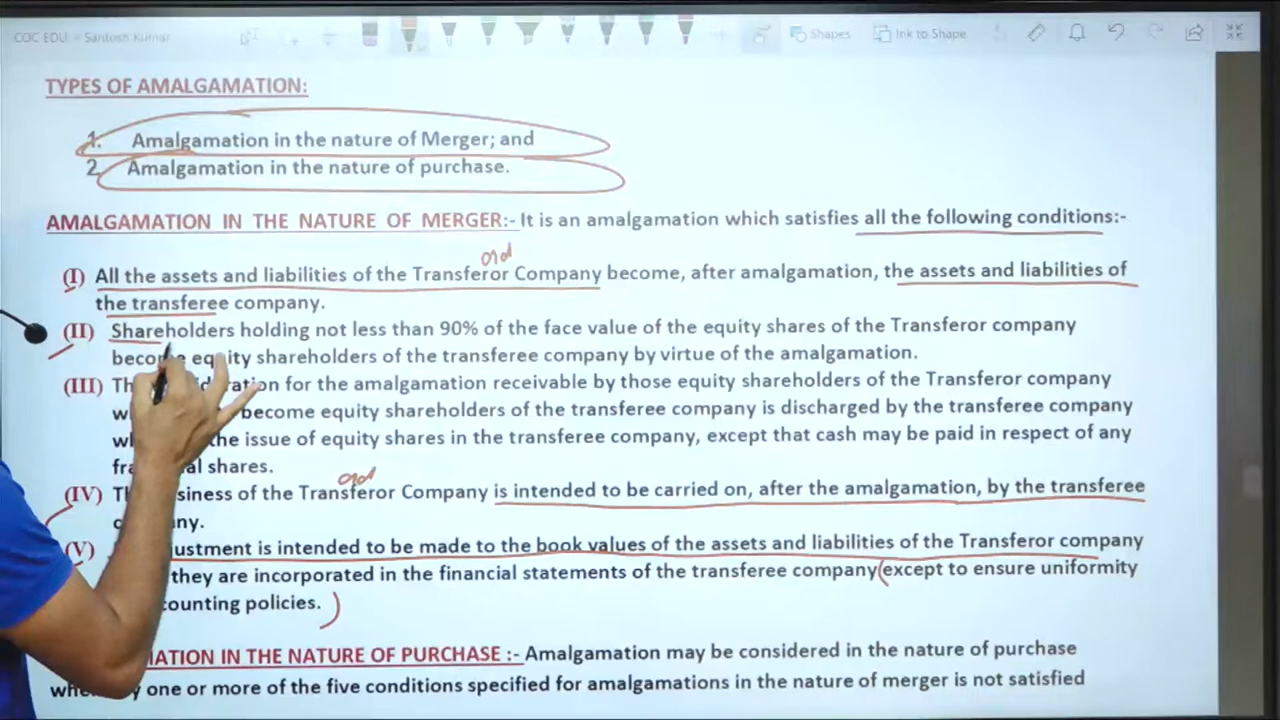 COC EDU - Santosh Kumar
Shapes
Ink to Shape
TYPES OF AMALGAMATION:
1. Amalgamation in the nature of Merger; and
2. Amalgamation in the nature of purchase.
AMALGAMATION IN THE NATURE OF MERGER:- It is an amalgamation which satisfies all the following conditions:-
(I) All the assets and liabilities of the Transferor Company become, after amalgamation, the assets and liabilities of
the transferee company.
(II) Shareholders holding not less than 90% of the face value of the equity shares of the Transferor company
become equity shareholders of the transferee company by virtue of the amalgamation.
(III) for the amalgamation receivable by those equity shareholders of the Transferor company
become equity shareholders of the transferee company is discharged by the transferee company
the issue of equity shares in the transferee company, except that cash may be paid in respect of any
shares.
(IV) of the Transferor Company is intended to be carried on, after the amalgamation, by the transferee
(V) is intended to be made to the book values of the assets and liabilities of the Transferor company
they are incorporated in the financial statements of the transferee company (except to ensure uniformity
policies.)
IN THE NATURE OF PURCHASE :- Amalgamation may be considered in the nature of purchase
one or more of the five conditions specified for amalgamations in the nature of merger is not satisfied